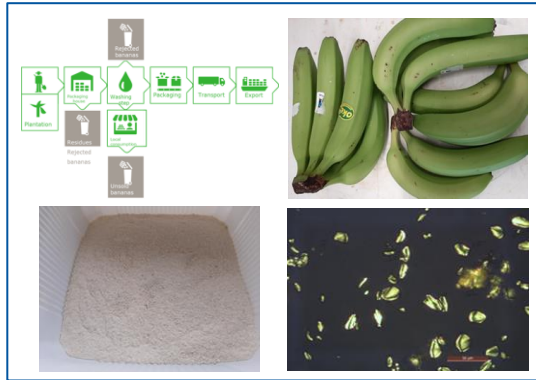 Rejected
bananas
Packaging
house
Washing
step
Packaging
Transport
Export
Plantation
Residues
Rejected
bananas
Local
consumption
Unsold
bananas